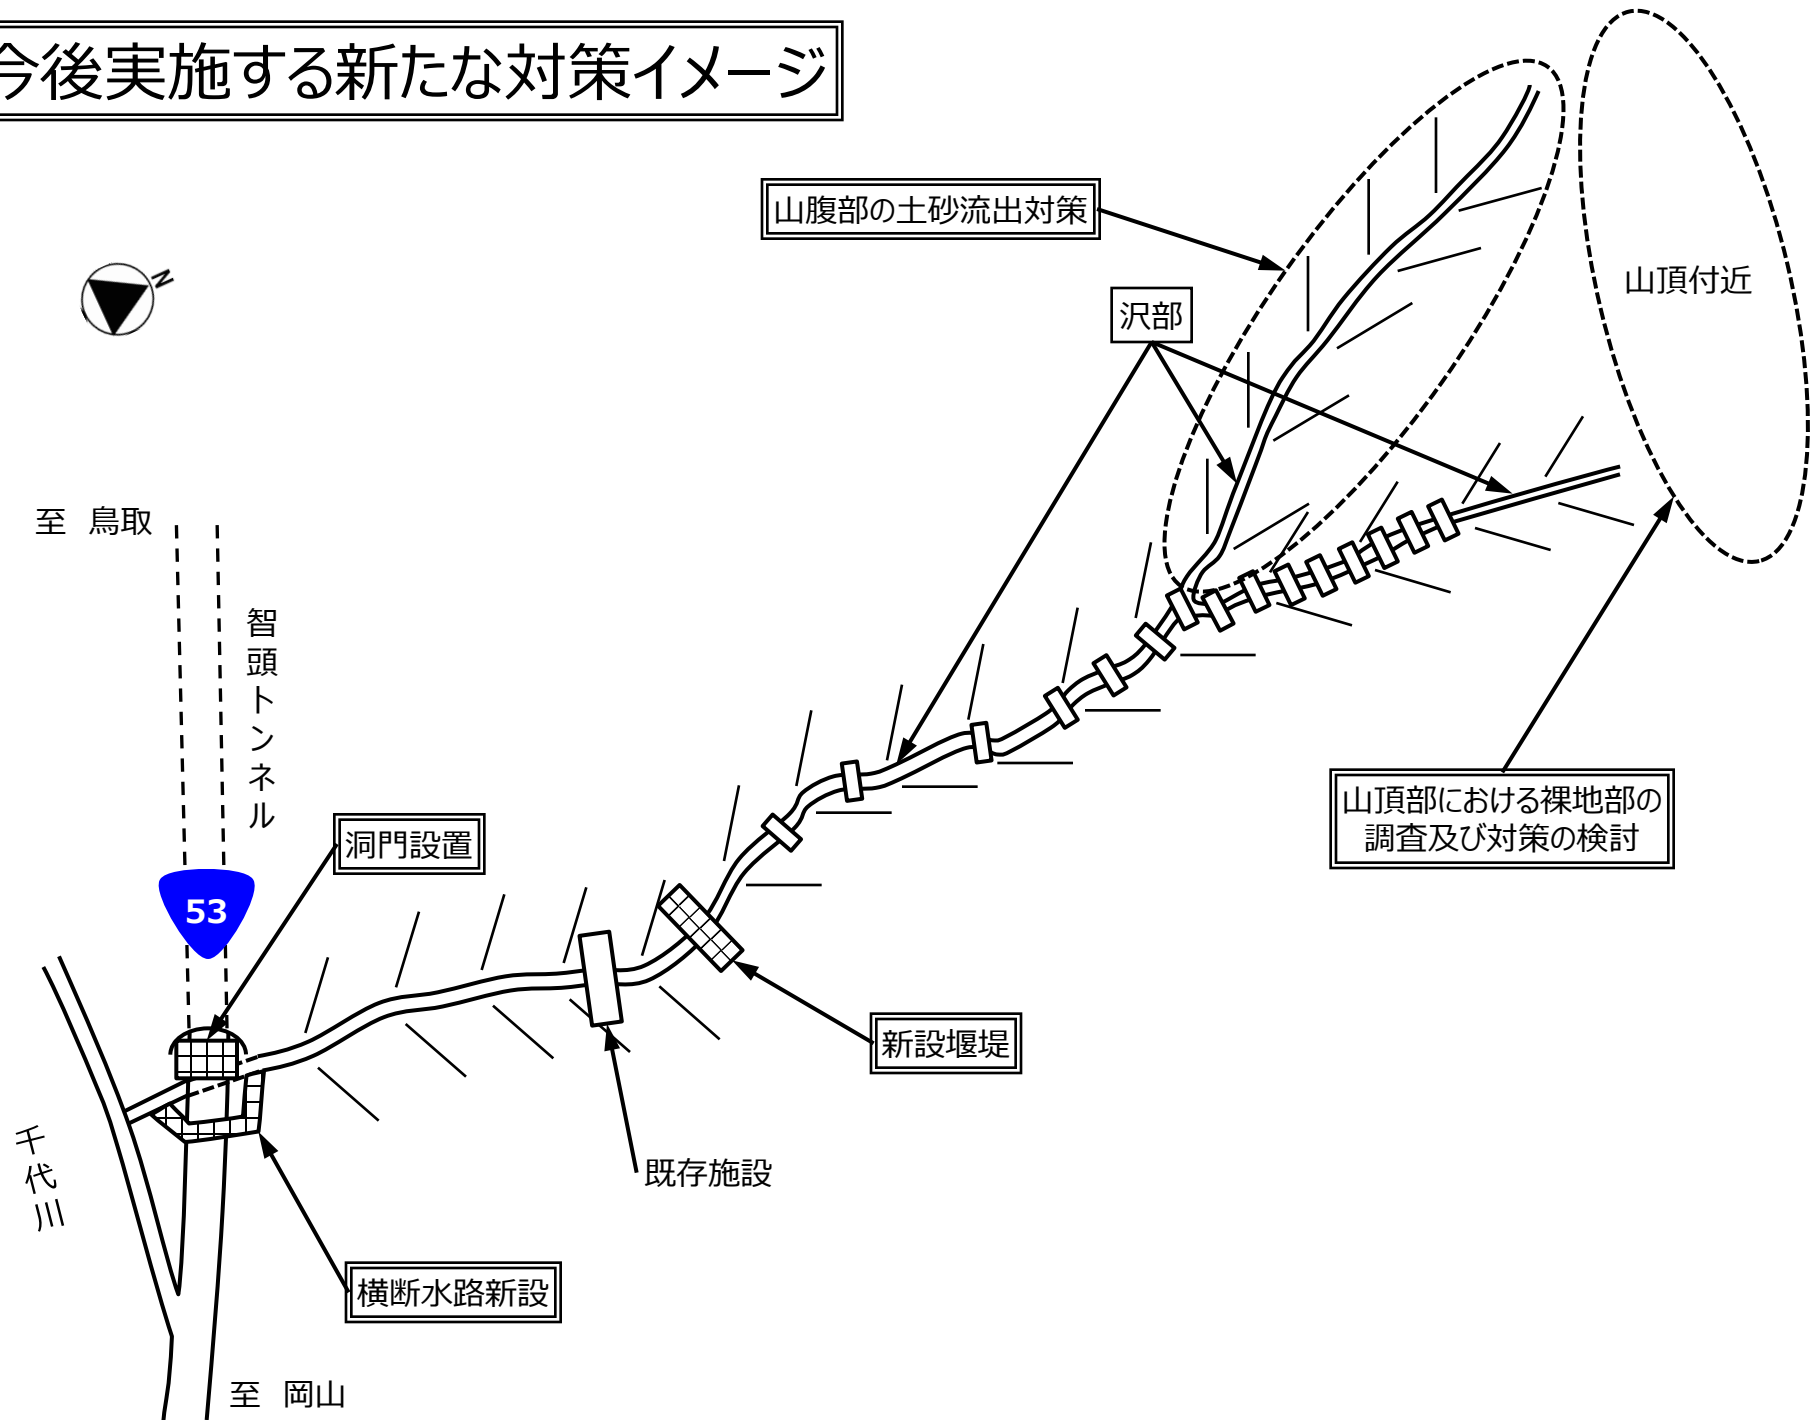 今後実施する新たな対策イメージ
山腹部の土砂流出対策
山頂付近
N
沢部
至 鳥取
智頭トンネル
山頂部における裸地部の
調査及び対策の検討
洞門設置
53
新設堰堤
千代川
既存施設
横断水路新設
至 岡山